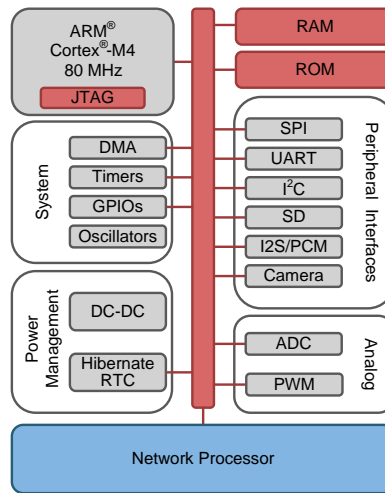 ARM®
Cortex®-M4
80 MHz
JTAG
RAM
ROM
System
DMA
Timers
GPIOs
Oscillators
Peripheral Interfaces
SPI
UART
I²C
SD
I2S/PCM
Camera
Power
Management
DC-DC
Hibernate
RTC
Analog
ADC
PWM
Network Processor